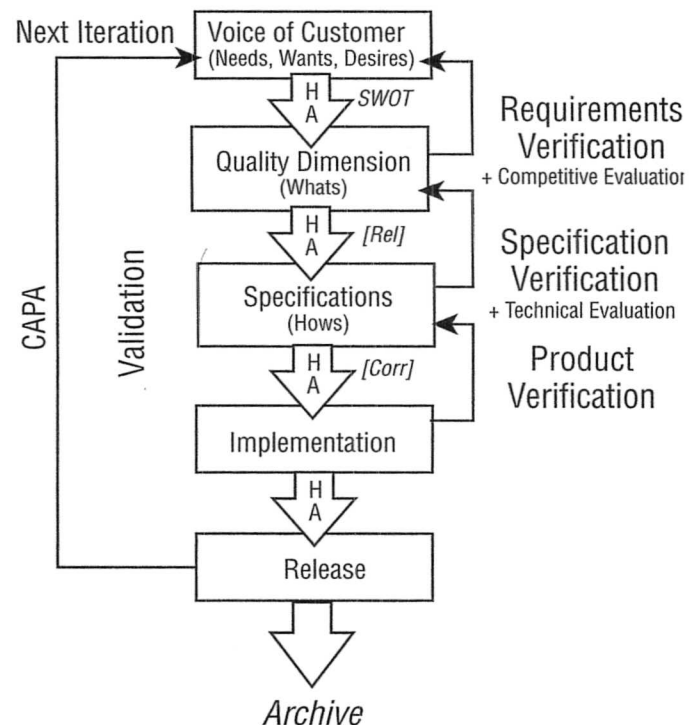 Next Iteration
Voice of Customer
(Needs, Wants, Desires)
H
A
SWOT
Requirements
Verification
+ Competitive Evaluation
Quality Dimension
(Whats)
H
A
[Rel]
Specification
Verification
+ Technical Evaluation
Specifications
(Hows)
CAPA
Validation
H
A
[Corr]
Product
Verification
Implementation
H
A
Release
Archive